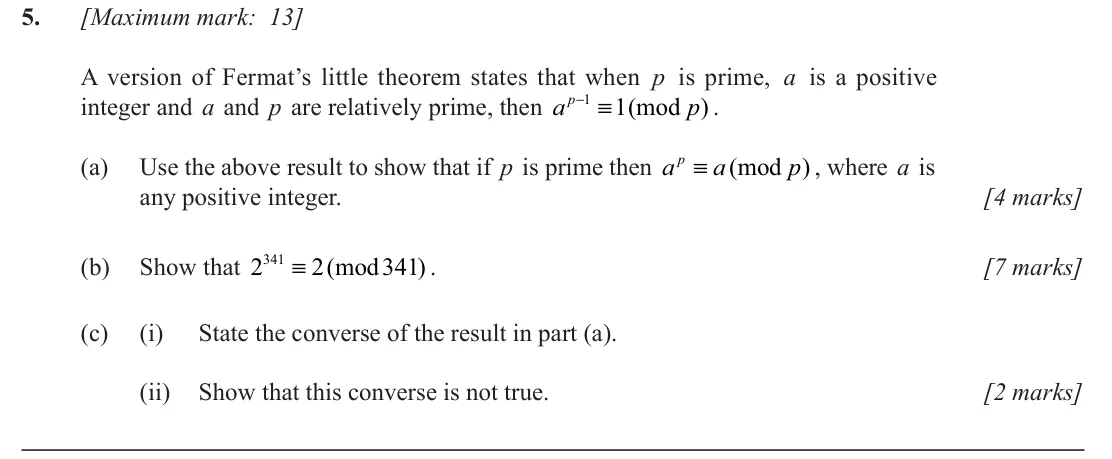 5. [Maximum mark: 13]
A version of Fermat’s little theorem states that when p is prime, a is a positive
integer and a and p are relatively prime, then a^{p−1} ≡ 1 (mod p).
(a) Use the above result to show that if p is prime then a^p ≡ a (mod p), where a is
any positive integer. [4 marks]
(b) Show that 2^{341} ≡ 2 (mod 341). [7 marks]
(c) (i) State the converse of the result in part (a).
(ii) Show that this converse is not true. [2 marks]